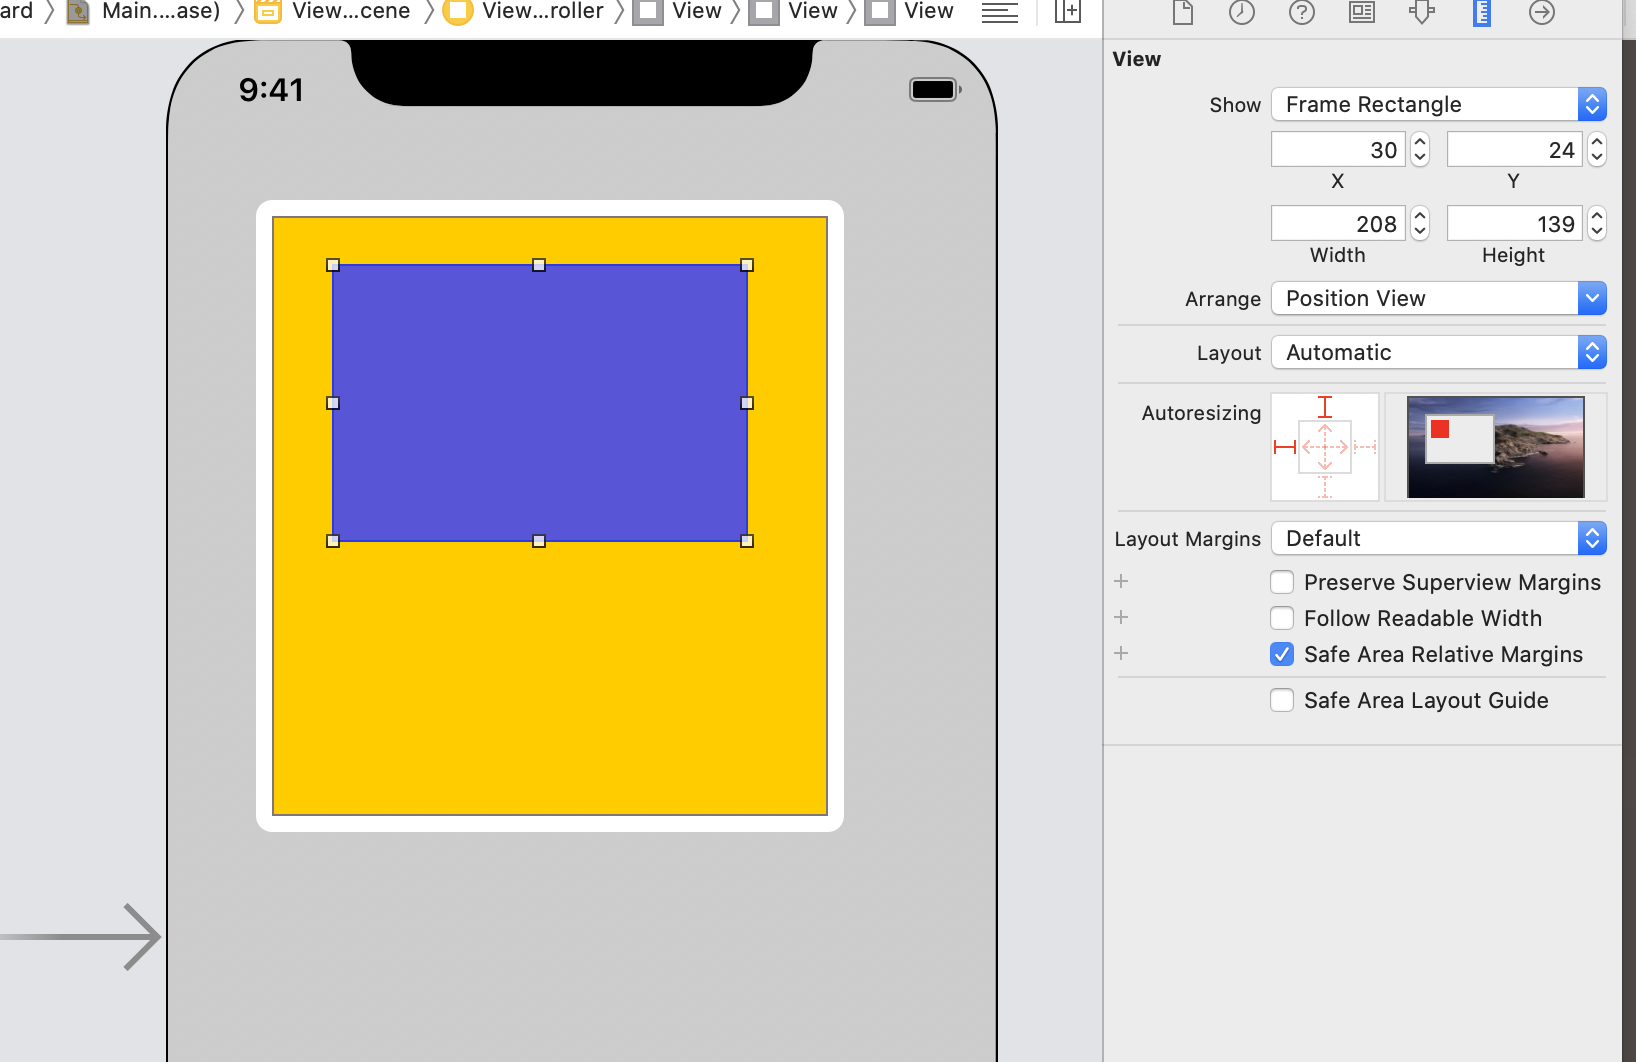 ard Main....ase) View...cene View...roller View View View
9:41
View
Show Frame Rectangle
30 24
X Y
208 139
Width Height
Arrange Position View
Layout Automatic
Autoresizing
Layout Margins Default
Preserve Superview Margins
Follow Readable Width
Safe Area Relative Margins
Safe Area Layout Guide